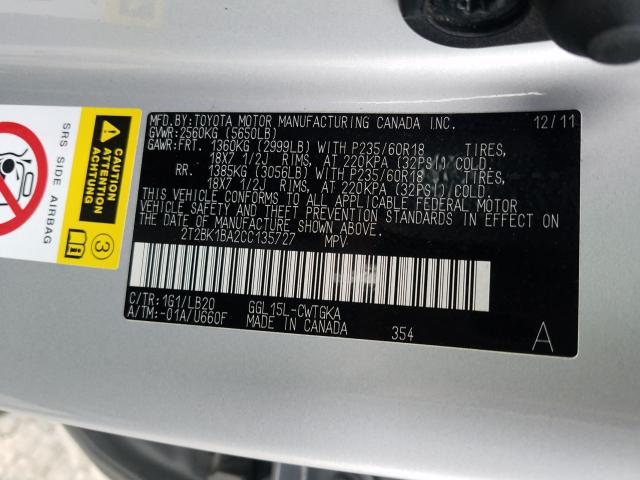 MFD.BY:TOYOTA MOTOR MANUFACTURING CANADA INC. 12/11
GVWR:2560KG (5650LB)
GAWR:FRT. 1360KG (2999LB) WITH P235/60R18 TIRES,
18X7 1/2J RIMS, AT 220KPA (32PSI) COLD.
RR. 1385KG (3056LB) WITH P235/60R18 TIRES,
18X7 1/2J RIMS, AT 220KPA (32PSI) COLD.
THIS VEHICLE CONFORMS TO ALL APPLICABLE FEDERAL MOTOR
VEHICLE SAFETY AND THEFT PREVENTION STANDARDS IN EFFECT ON
THE DATE OF MANUFACTURE SHOWN ABOVE.
2T2BK1BA2CC135727 MPV
C/TR:1G1/LB20 GGL15L-CWTGKA
A/TM:-01A/U660F MADE IN CANADA 354 A
SRS SIDE AIRBAG
3